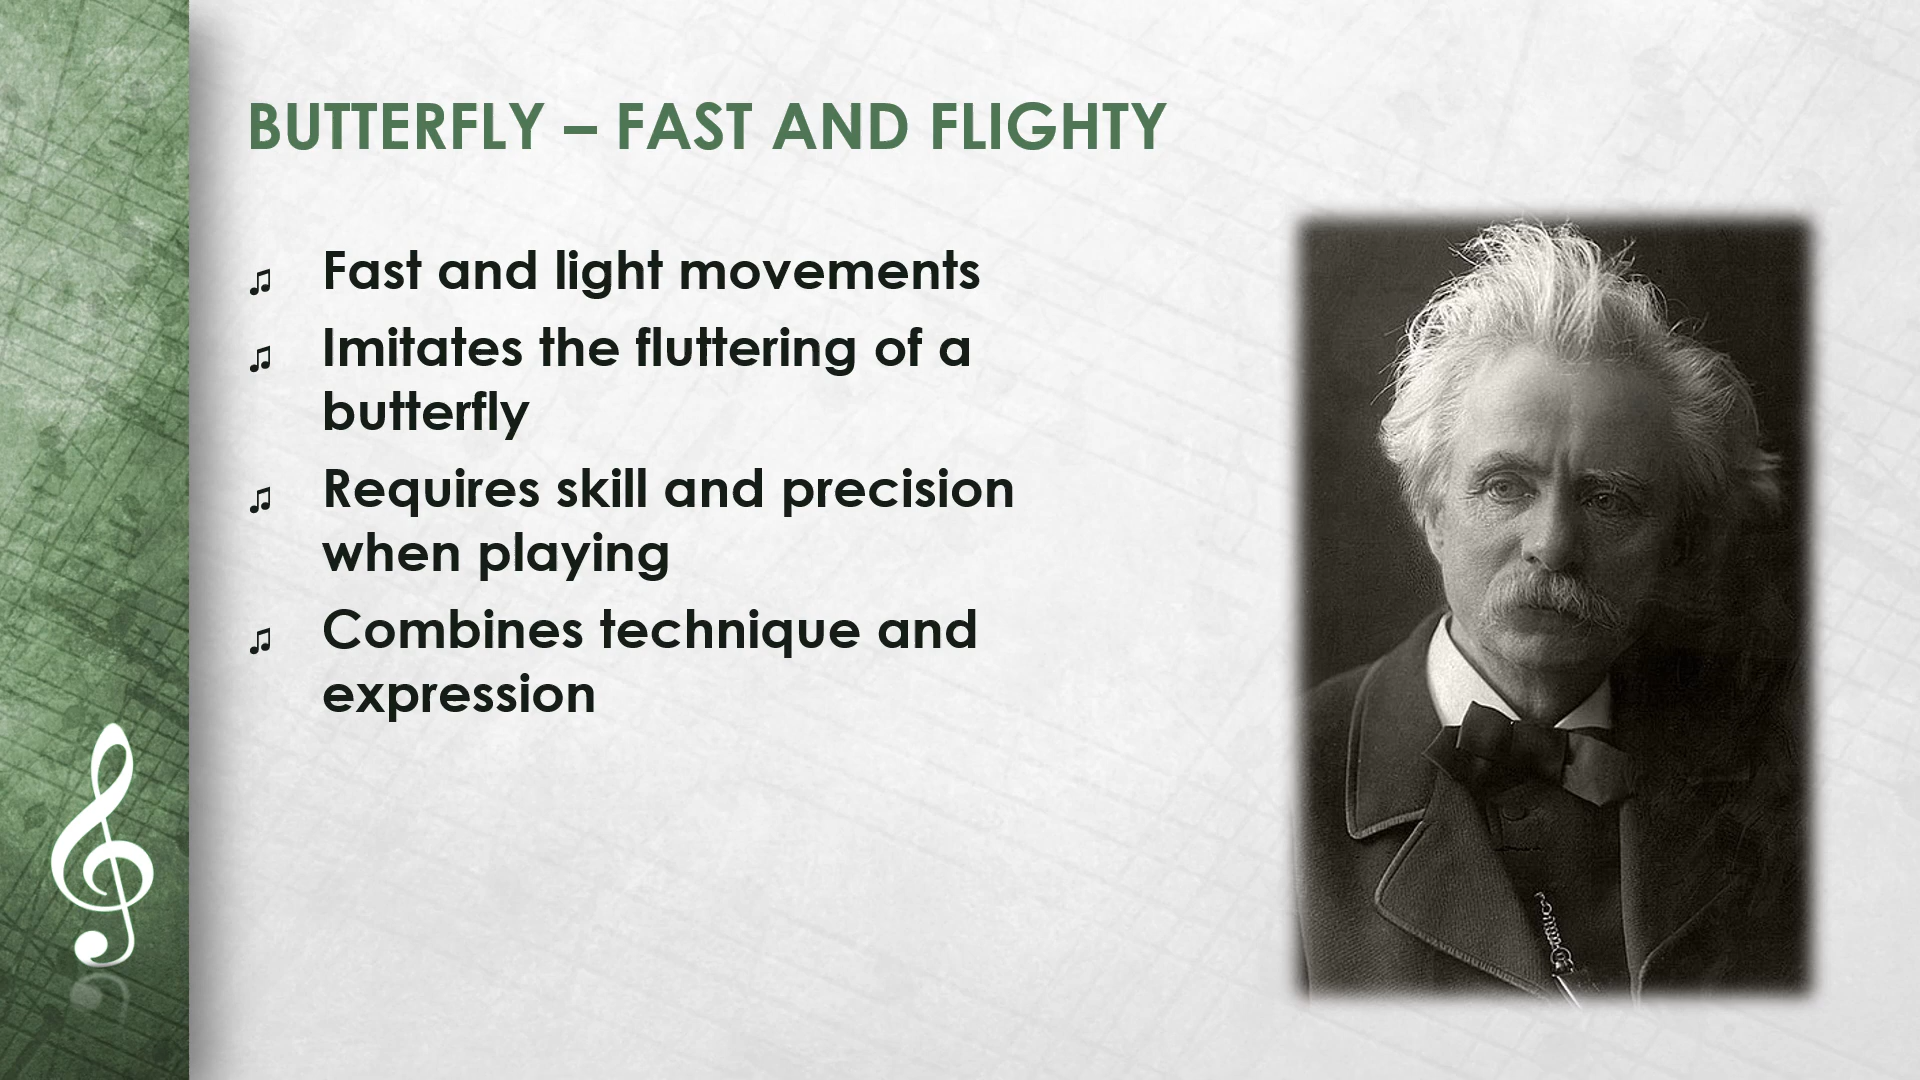 BUTTERFLY – FAST AND FLIGHTY
♫ Fast and light movements
♫ Imitates the fluttering of a
butterfly
♫ Requires skill and precision
when playing
♫ Combines technique and
expression